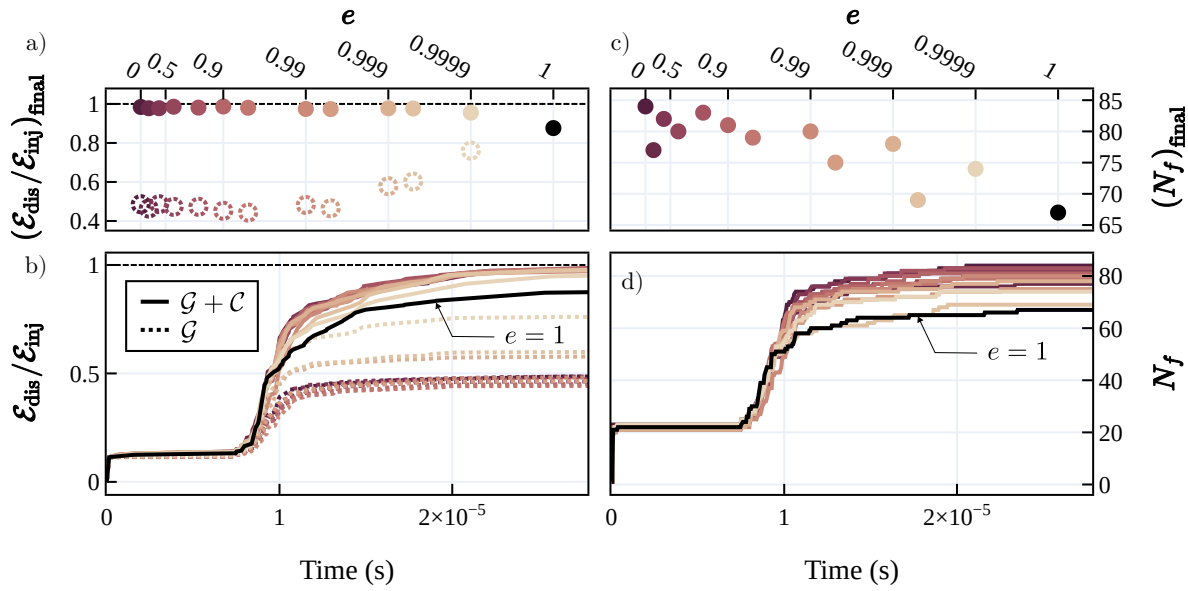 e
e
a)
c)
0
0.5
0.9
0.99
0.999
0.9999
1
0
0.5
0.9
0.99
0.999
0.9999
1
(ℰdis/ℰinj)final
1
0.8
0.6
0.4
85
80
75
70
65
(Nf)final
b)
d)
ℰdis/ℰinj
1
0.5
0
𝒢 + 𝒞
𝒢
e = 1
e = 1
80
60
40
20
0
Nf
0
1
2×10⁻⁵
0
1
2×10⁻⁵
Time (s)
Time (s)